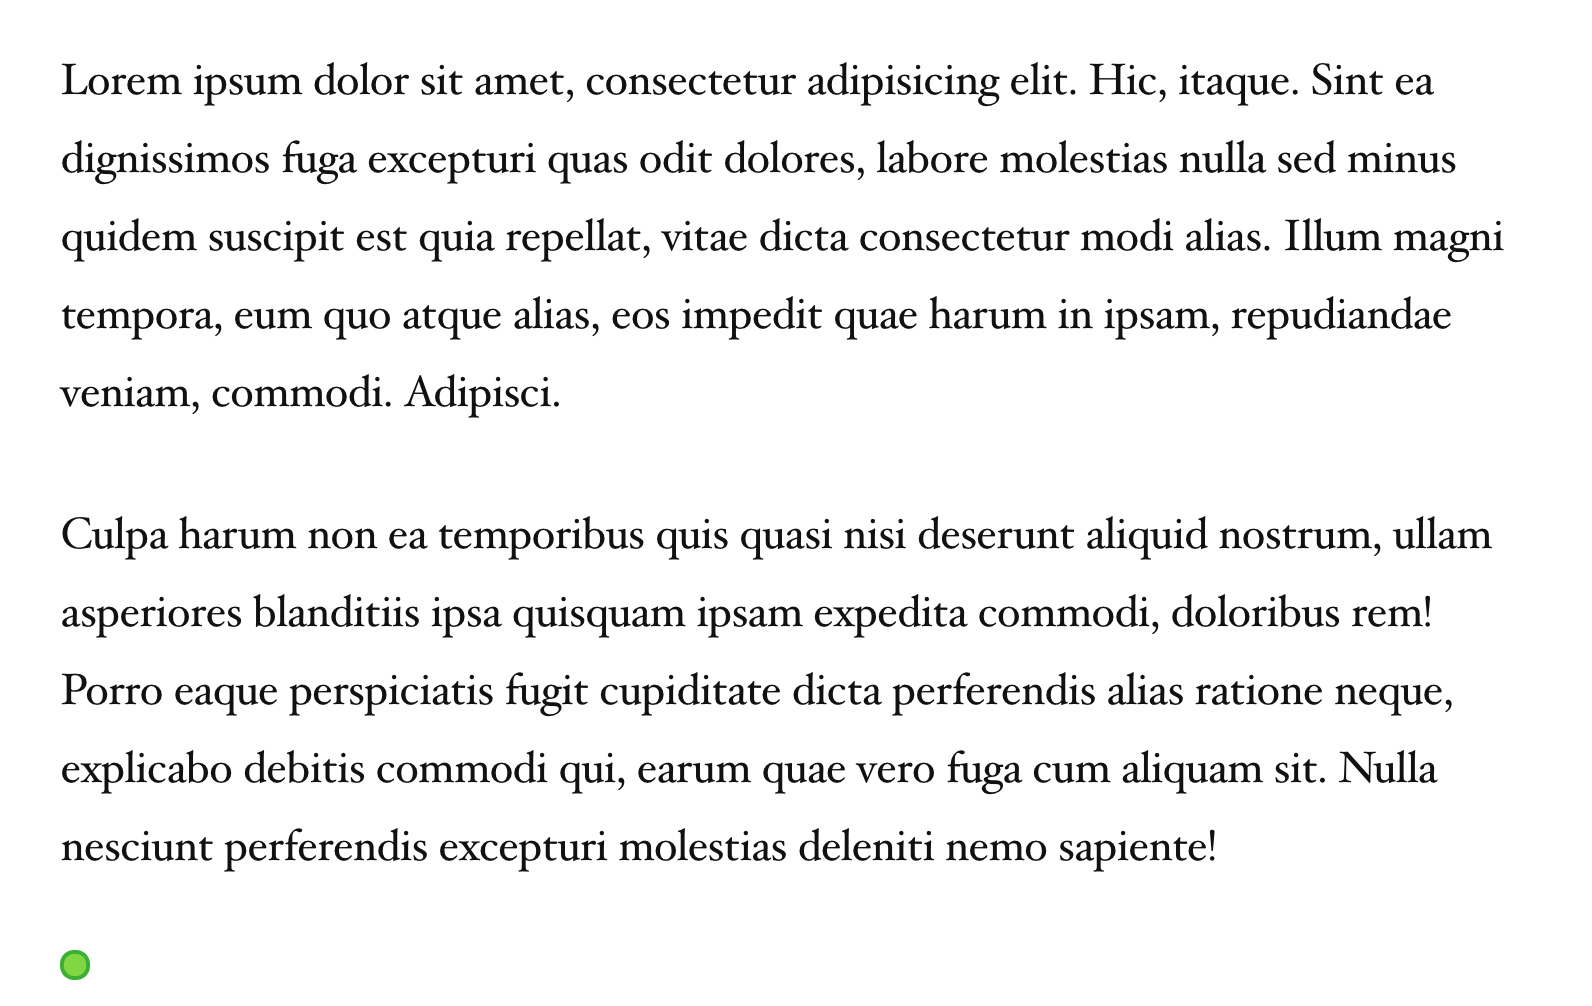 Lorem ipsum dolor sit amet, consectetur adipisicing elit. Hic, itaque. Sint ea
dignissimos fuga excepturi quas odit dolores, labore molestias nulla sed minus
quidem suscipit est quia repellat, vitae dicta consectetur modi alias. Illum magni
tempora, eum quo atque alias, eos impedit quae harum in ipsam, repudiandae
veniam, commodi. Adipisci.
Culpa harum non ea temporibus quis quasi nisi deserunt aliquid nostrum, ullam
asperiores blanditiis ipsa quisquam ipsam expedita commodi, doloribus rem!
Porro eaque perspiciatis fugit cupiditate dicta perferendis alias ratione neque,
explicabo debitis commodi qui, earum quae vero fuga cum aliquam sit. Nulla
nesciunt perferendis excepturi molestias deleniti nemo sapiente!